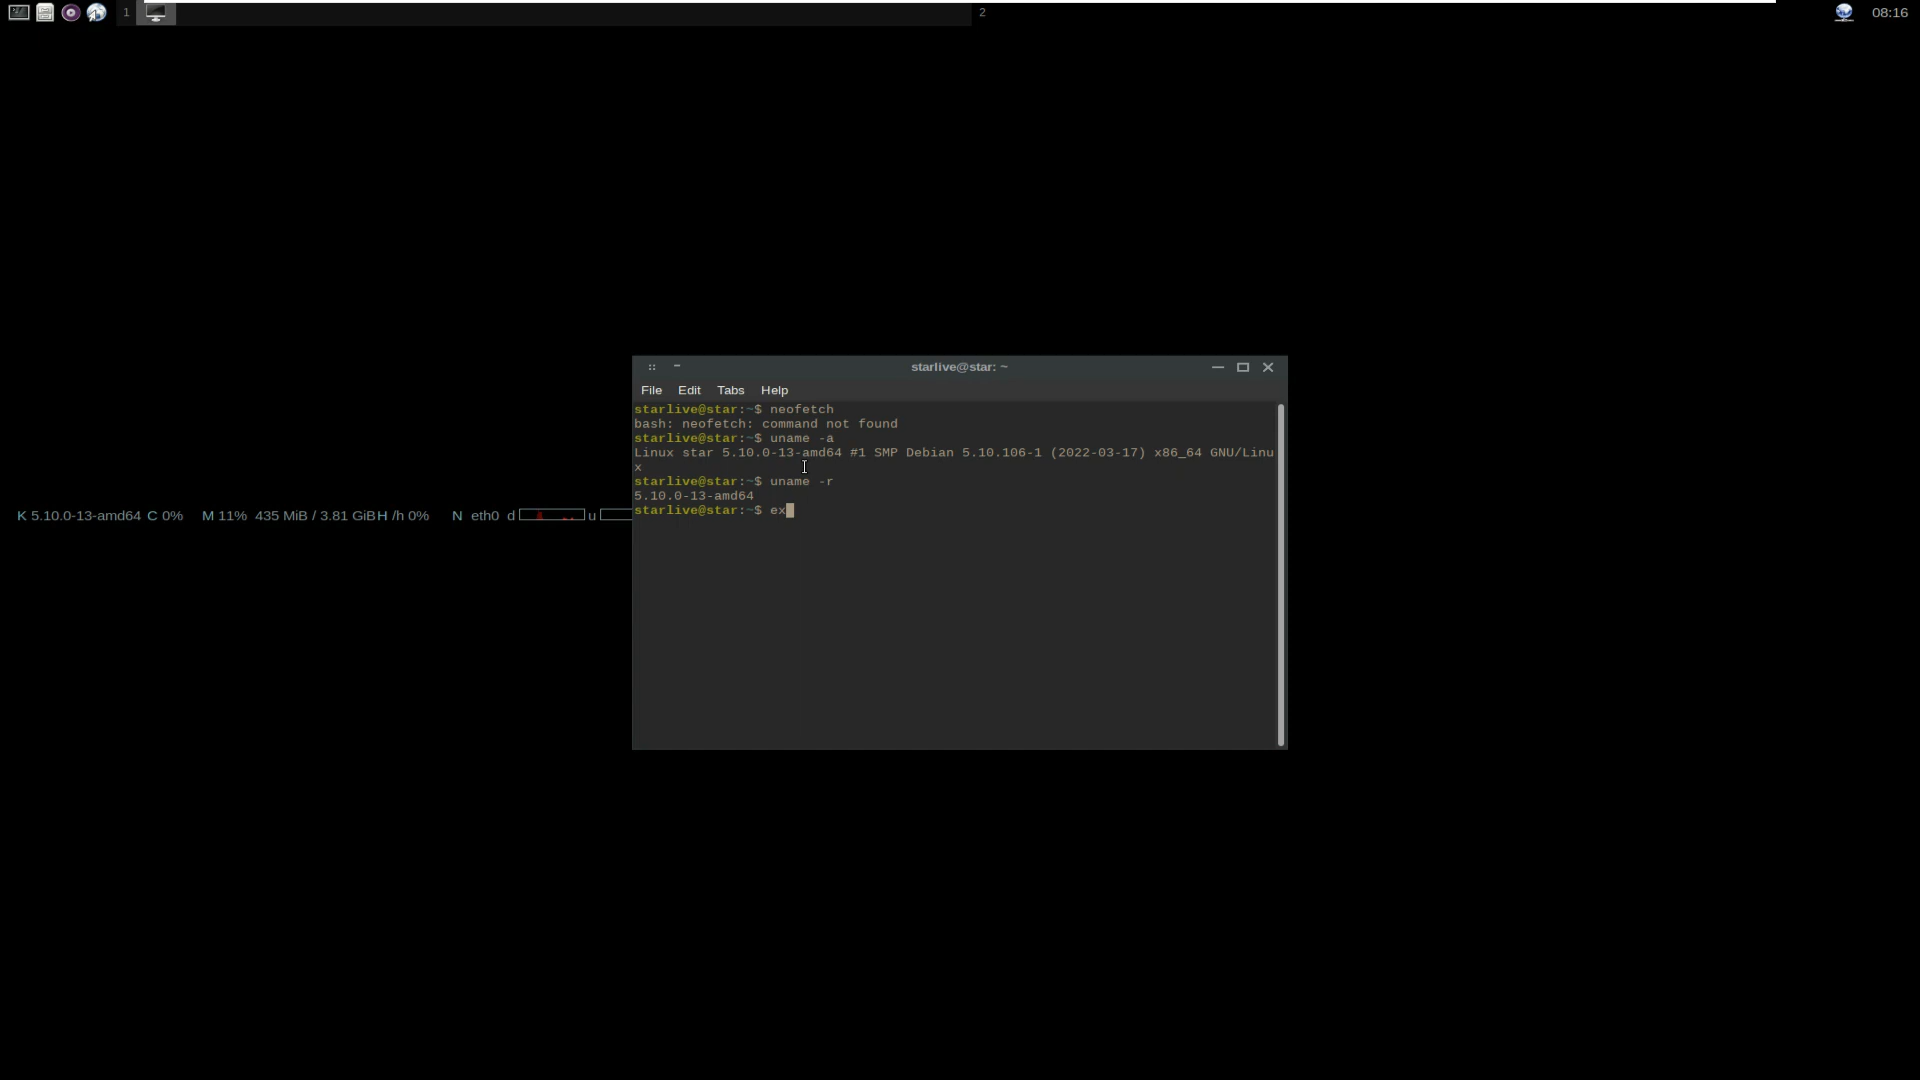 1
2
08:16
starlive@star: ~
File Edit Tabs Help
starlive@star:~$ neofetch
bash: neofetch: command not found
starlive@star:~$ uname -a
Linux star 5.10.0-13-amd64 #1 SMP Debian 5.10.106-1 (2022-03-17) x86_64 GNU/Linu
x
starlive@star:~$ uname -r
5.10.0-13-amd64
starlive@star:~$ ex
K 5.10.0-13-amd64 C 0% M 11% 435 MiB / 3.81 GiB H /h 0% N eth0 d u